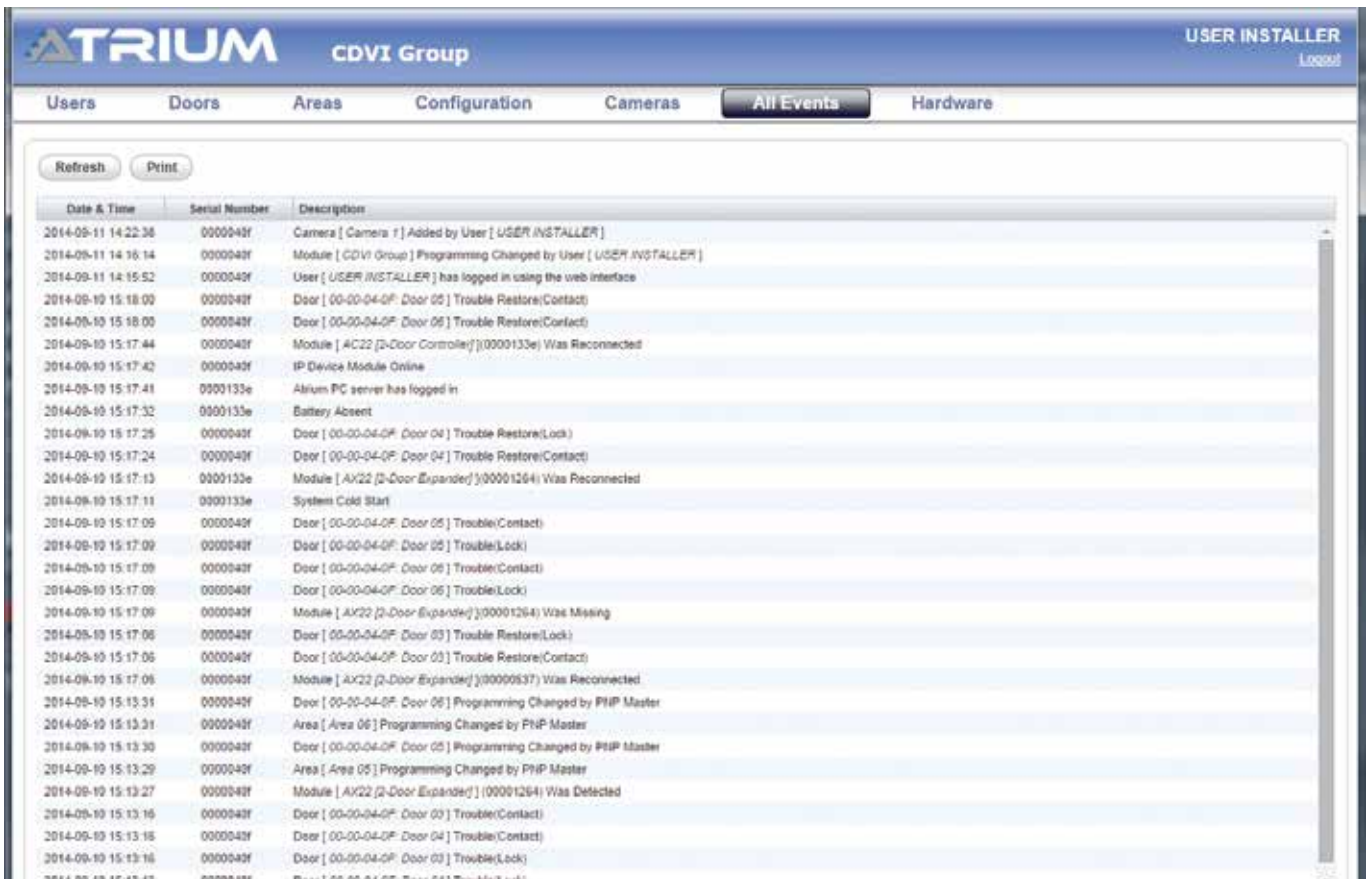 ATRIUM CDVI Group
USER INSTALLER
Logout
Users Doors Areas Configuration Cameras All Events Hardware
Refresh Print
Date & Time Serial Number Description
2014-09-11 14:22:36 0000040f Camera [ Camera 1 ] Added by User [ USER INSTALLER ]
2014-09-11 14:16:14 0000040f Module [ CDVI Group ] Programming Changed by User [ USER INSTALLER ]
2014-09-11 14:15:52 0000040f User [ USER INSTALLER ] has logged in using the web interface
2014-09-10 15:18:00 0000040f Door [ 00-00-04-0F: Door 05 ] Trouble Restore(Contact)
2014-09-10 15:18:00 0000040f Door [ 00-00-04-0F: Door 06 ] Trouble Restore(Contact)
2014-09-10 15:17:44 0000040f Module [ AC22 [2-Door Controller] ](0000133e) Was Reconnected
2014-09-10 15:17:42 0000040f IP Device Module Online
2014-09-10 15:17:41 0000133e Atrium PC server has logged in
2014-09-10 15:17:32 0000133e Battery Absent
2014-09-10 15:17:25 0000040f Door [ 00-00-04-0F: Door 04 ] Trouble Restore(Lock)
2014-09-10 15:17:24 0000040f Door [ 00-00-04-0F: Door 04 ] Trouble Restore(Contact)
2014-09-10 15:17:13 0000133e Module [ AX22 [2-Door Expander] ](00001264) Was Reconnected
2014-09-10 15:17:11 0000133e System Cold Start
2014-09-10 15:17:09 0000040f Door [ 00-00-04-0F: Door 05 ] Trouble(Contact)
2014-09-10 15:17:09 0000040f Door [ 00-00-04-0F: Door 05 ] Trouble(Lock)
2014-09-10 15:17:09 0000040f Door [ 00-00-04-0F: Door 06 ] Trouble(Contact)
2014-09-10 15:17:09 0000040f Door [ 00-00-04-0F: Door 06 ] Trouble(Lock)
2014-09-10 15:17:09 0000040f Module [ AX22 [2-Door Expander] ](00001264) Was Missing
2014-09-10 15:17:06 0000040f Door [ 00-00-04-0F: Door 03 ] Trouble Restore(Lock)
2014-09-10 15:17:06 0000040f Door [ 00-00-04-0F: Door 03 ] Trouble Restore(Contact)
2014-09-10 15:17:05 0000040f Module [ AX22 [2-Door Expander] ](00000537) Was Reconnected
2014-09-10 15:13:31 0000040f Door [ 00-00-04-0F: Door 06 ] Programming Changed by PNP Master
2014-09-10 15:13:31 0000040f Area [ Area 06 ] Programming Changed by PNP Master
2014-09-10 15:13:30 0000040f Door [ 00-00-04-0F: Door 05 ] Programming Changed by PNP Master
2014-09-10 15:13:29 0000040f Area [ Area 05 ] Programming Changed by PNP Master
2014-09-10 15:13:27 0000040f Module [ AX22 [2-Door Expander] ] (00001264) Was Detected
2014-09-10 15:13:16 0000040f Door [ 00-00-04-0F: Door 03 ] Trouble(Contact)
2014-09-10 15:13:16 0000040f Door [ 00-00-04-0F: Door 04 ] Trouble(Contact)
2014-09-10 15:13:16 0000040f Door [ 00-00-04-0F: Door 03 ] Trouble(Lock)